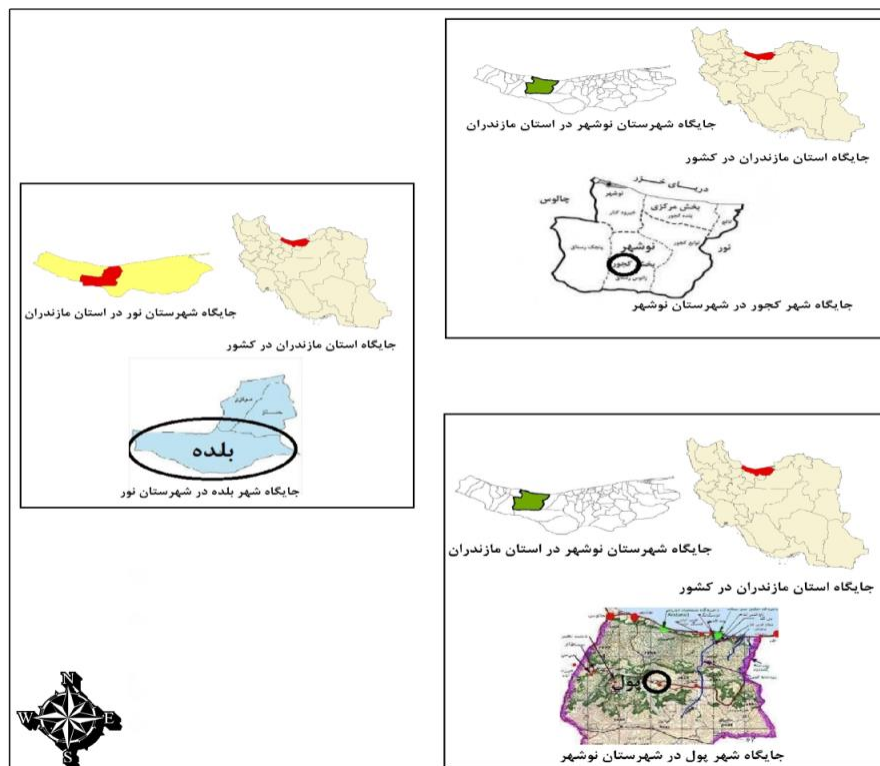 جایگاه شهرستان نوشهر در استان مازندران
جایگاه استان مازندران در کشور
دریای خزر
نوشهر
چالوس
بخش مرکزی
نور
نوشهر
بخش کجور
جایگاه شهر کجور در شهرستان نوشهر
جایگاه شهرستان نور در استان مازندران
جایگاه استان مازندران در کشور
بلده
جایگاه شهر بلده در شهرستان نور
جایگاه شهرستان نوشهر در استان مازندران
جایگاه استان مازندران در کشور
پول
جایگاه شهر پول در شهرستان نوشهر
N
W E
S